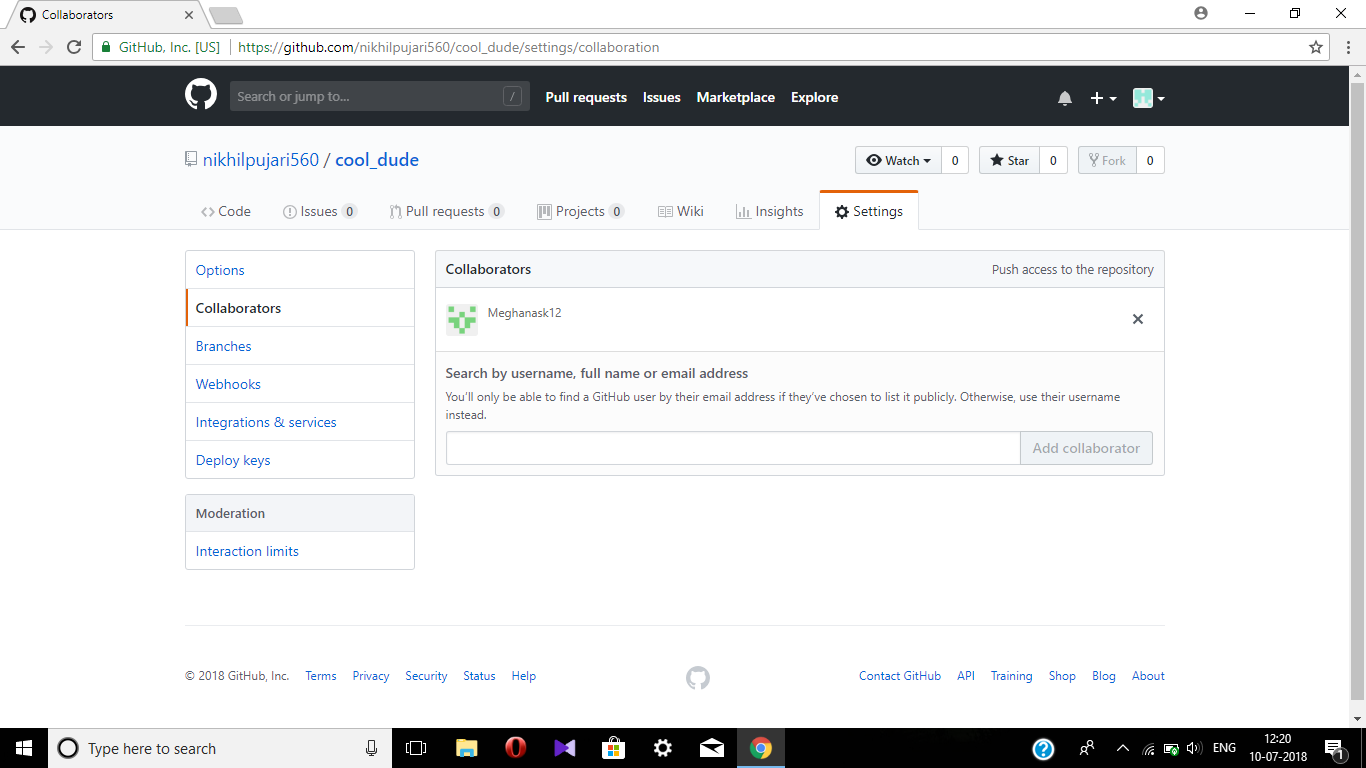 Collaborators
GitHub, Inc. [US] https://github.com/nikhilpujari560/cool_dude/settings/collaboration
Search or jump to... / Pull requests Issues Marketplace Explore
nikhilpujari560 / cool_dude Watch 0 Star 0 Fork 0
Code Issues 0 Pull requests 0 Projects 0 Wiki Insights Settings
Options
Collaborators
Branches
Webhooks
Integrations & services
Deploy keys
Moderation
Interaction limits
Collaborators Push access to the repository
Meghanask12
Search by username, full name or email address
You'll only be able to find a GitHub user by their email address if they've chosen to list it publicly. Otherwise, use their username
instead.
Add collaborator
© 2018 GitHub, Inc. Terms Privacy Security Status Help Contact GitHub API Training Shop Blog About
Type here to search ENG 12:20
10-07-2018 1